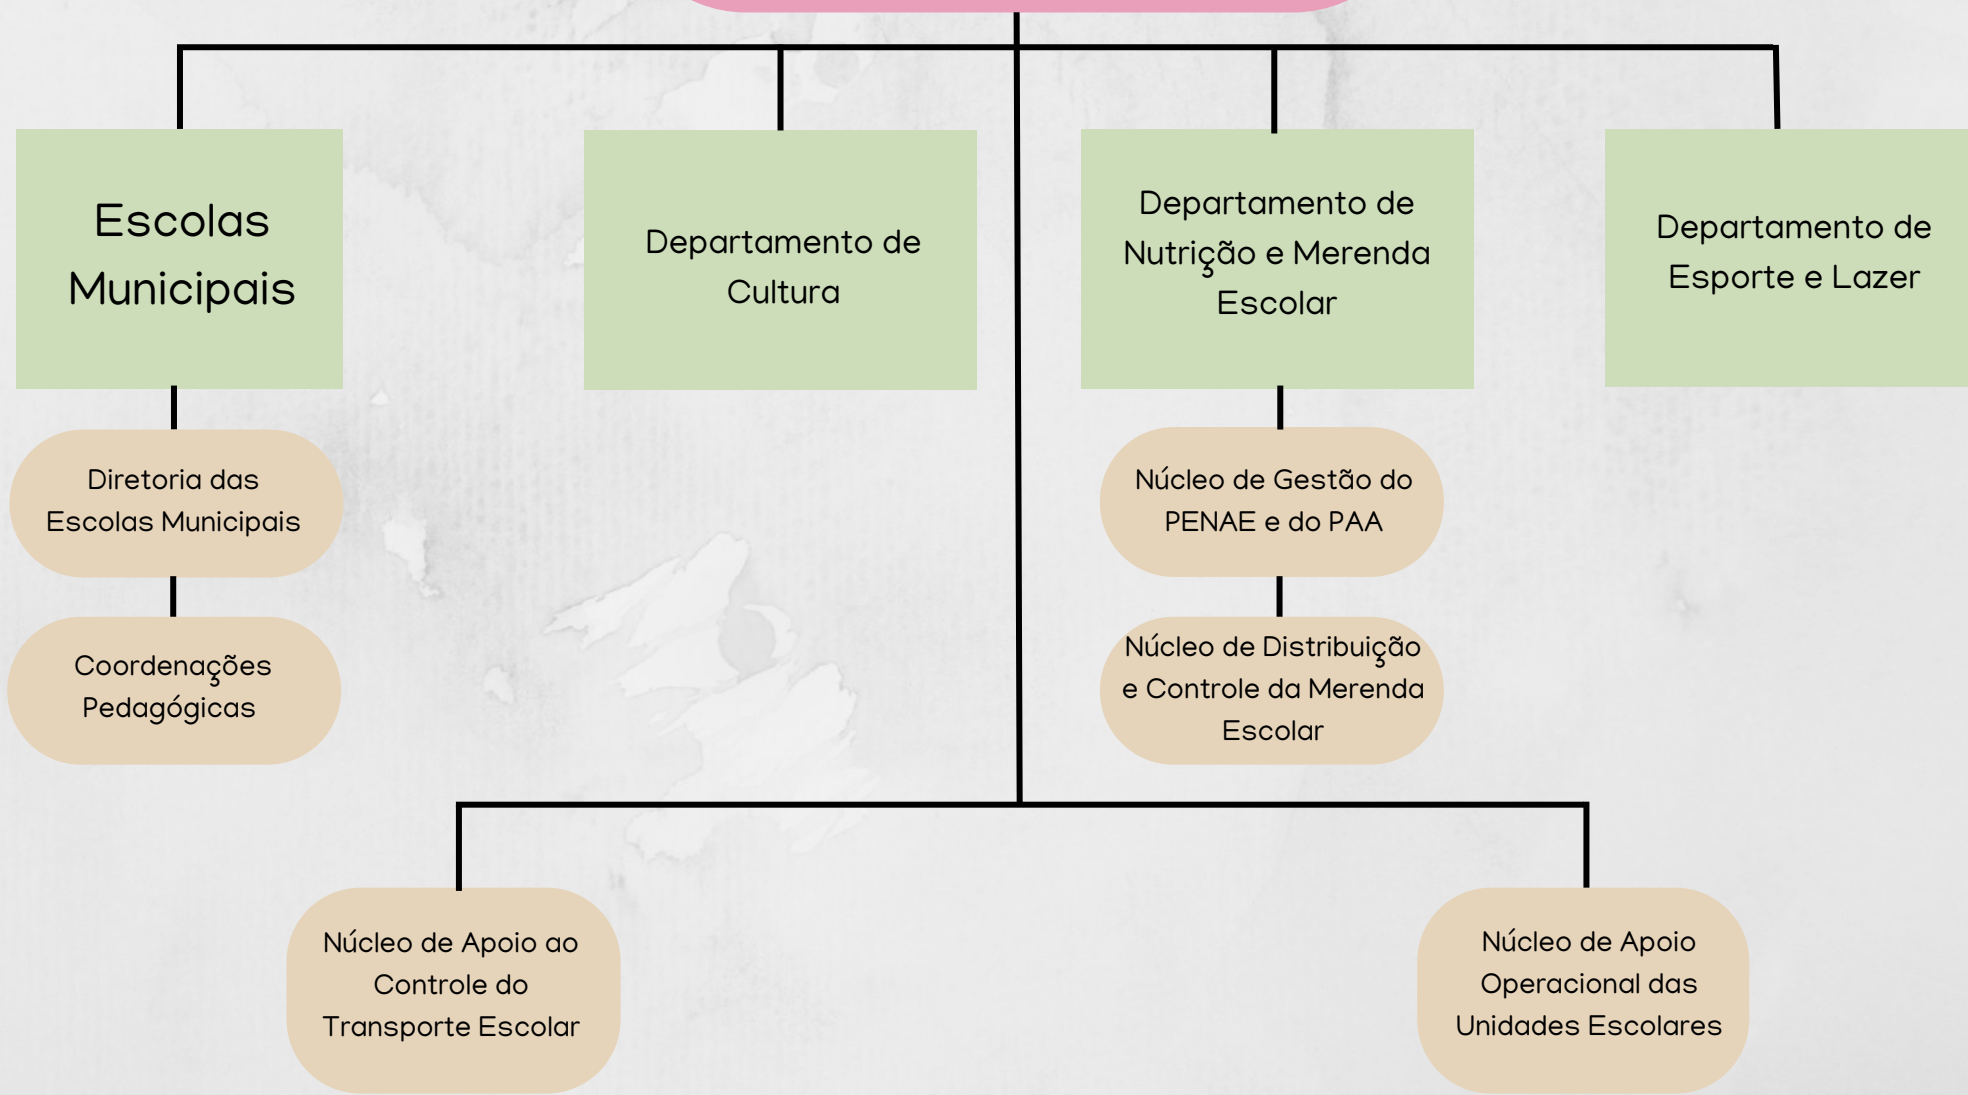 Escolas
Municipais
Departamento de
Cultura
Departamento de
Nutrição e Merenda
Escolar
Departamento de
Esporte e Lazer
Diretoria das
Escolas Municipais
Núcleo de Gestão do
PENAE e do PAA
Coordenações
Pedagógicas
Núcleo de Distribuição
e Controle da Merenda
Escolar
Núcleo de Apoio ao
Controle do
Transporte Escolar
Núcleo de Apoio
Operacional das
Unidades Escolares